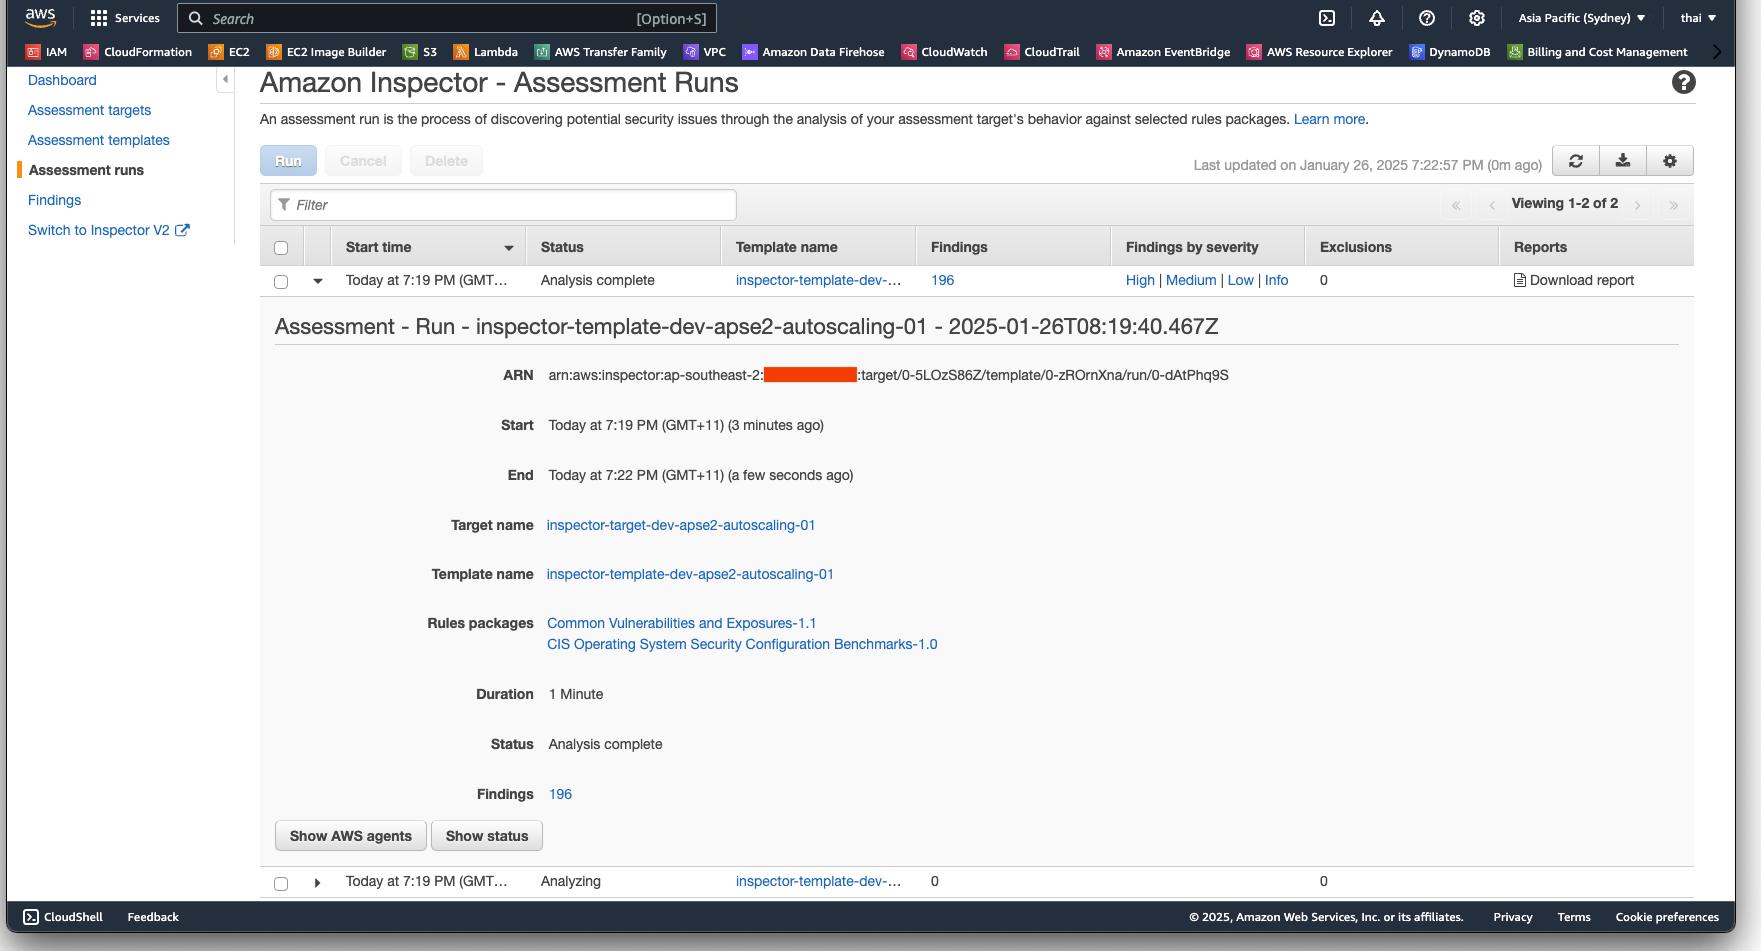 aws Services Search [Option+S] Asia Pacific (Sydney) thai
IAM CloudFormation EC2 EC2 Image Builder S3 Lambda AWS Transfer Family VPC Amazon Data Firehose CloudWatch CloudTrail Amazon EventBridge AWS Resource Explorer DynamoDB Billing and Cost Management
Dashboard
Assessment targets
Assessment templates
Assessment runs
Findings
Switch to Inspector V2
Amazon Inspector - Assessment Runs
An assessment run is the process of discovering potential security issues through the analysis of your assessment target's behavior against selected rules packages. Learn more.
Run Cancel Delete
Last updated on January 26, 2025 7:22:57 PM (0m ago)
Filter
« ‹ Viewing 1-2 of 2 › »
Start time Status Template name Findings Findings by severity Exclusions Reports
Today at 7:19 PM (GMT... Analysis complete inspector-template-dev-... 196 High | Medium | Low | Info 0 Download report
Assessment - Run - inspector-template-dev-apse2-autoscaling-01 - 2025-01-26T08:19:40.467Z
ARN arn:aws:inspector:ap-southeast-2: :target/0-5LOzS86Z/template/0-zROrnXna/run/0-dAtPhq9S
Start Today at 7:19 PM (GMT+11) (3 minutes ago)
End Today at 7:22 PM (GMT+11) (a few seconds ago)
Target name inspector-target-dev-apse2-autoscaling-01
Template name inspector-template-dev-apse2-autoscaling-01
Rules packages Common Vulnerabilities and Exposures-1.1
CIS Operating System Security Configuration Benchmarks-1.0
Duration 1 Minute
Status Analysis complete
Findings 196
Show AWS agents Show status
Today at 7:19 PM (GMT... Analyzing inspector-template-dev-... 0 0
CloudShell Feedback © 2025, Amazon Web Services, Inc. or its affiliates. Privacy Terms Cookie preferences